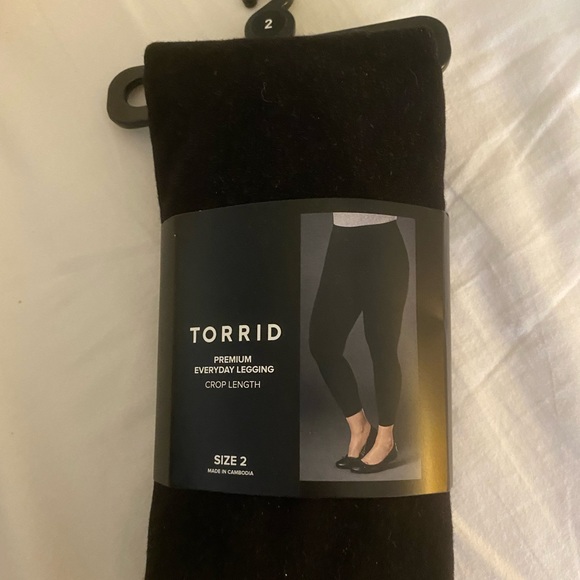 2
TORRID
PREMIUM
EVERYDAY LEGGING
CROP LENGTH
SIZE 2
MADE IN CAMBODIA